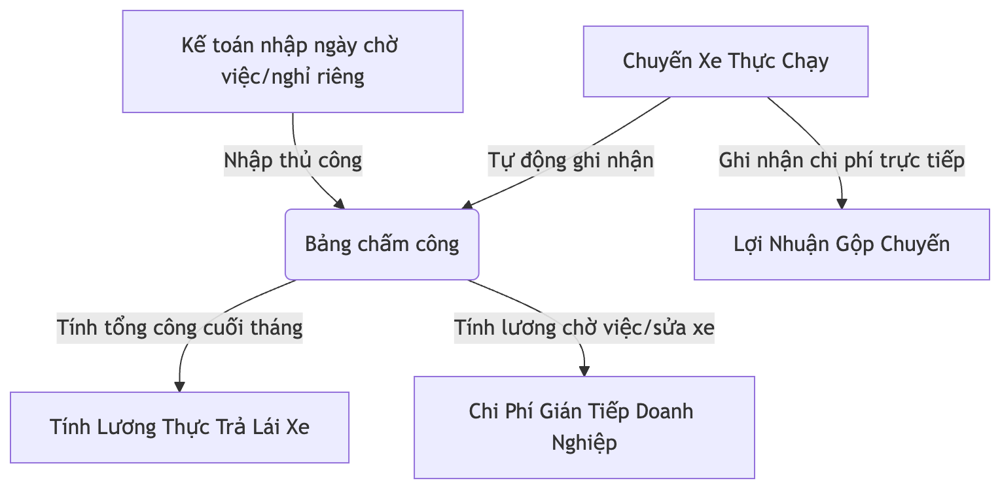 Kế toán nhập ngày chờ
việc/nghỉ riêng
Chuyến Xe Thực Chạy
Nhập thủ công
Tự động ghi nhận
Ghi nhận chi phí trực tiếp
Bảng chấm công
Lợi Nhuận Gộp Chuyến
Tính tổng công cuối tháng
Tính lương chờ việc/sửa xe
Tính Lương Thực Trả Lái Xe
Chi Phí Gián Tiếp Doanh
Nghiệp